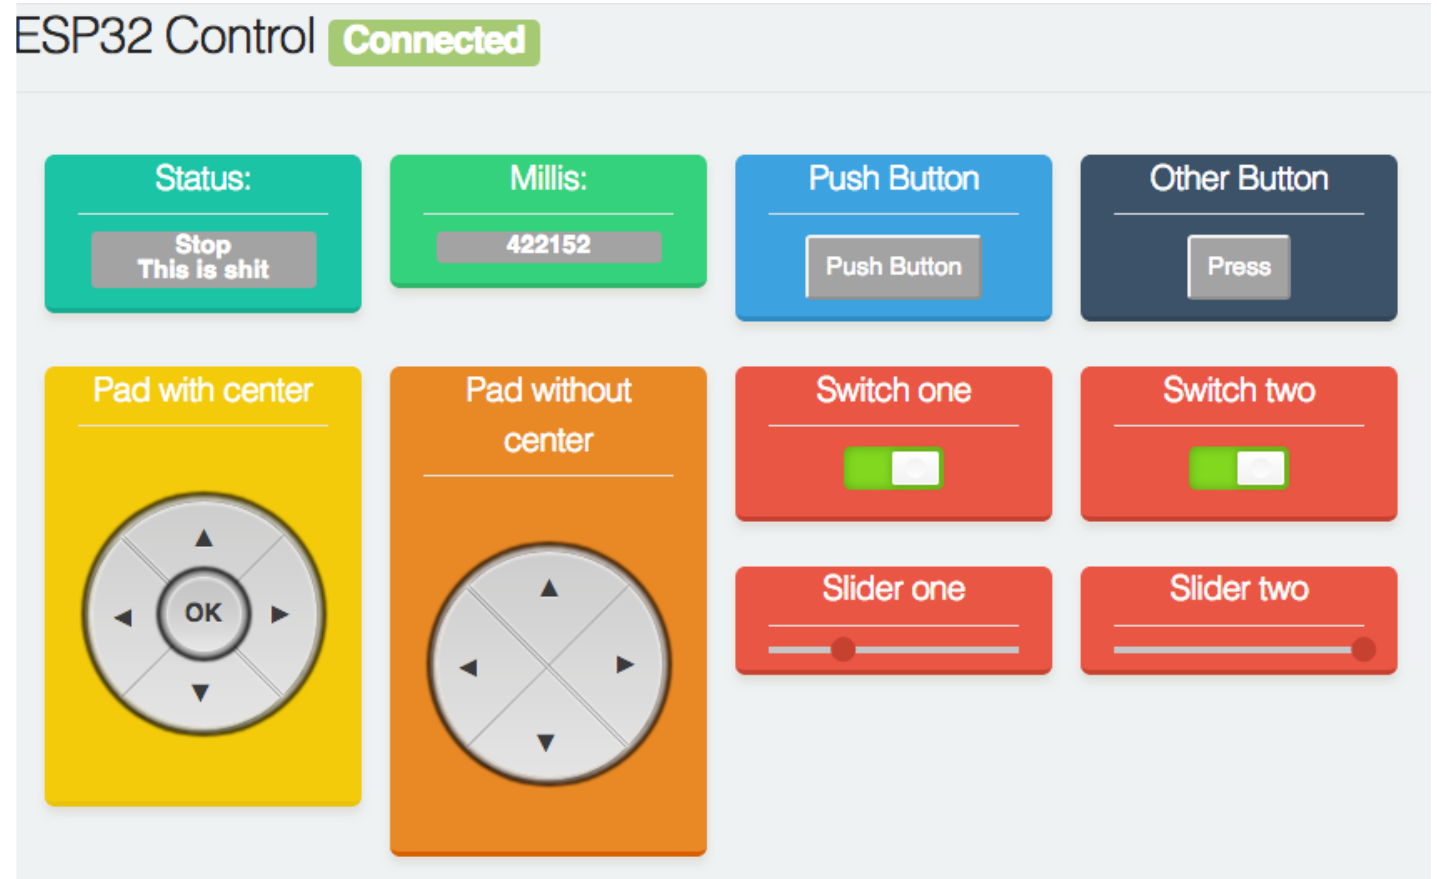 ESP32 Control Connected
Status:
Stop
This is shit
Millis:
422152
Push Button
Push Button
Other Button
Press
Pad with center
OK
Pad without
center
Switch one
Switch two
Slider one
Slider two